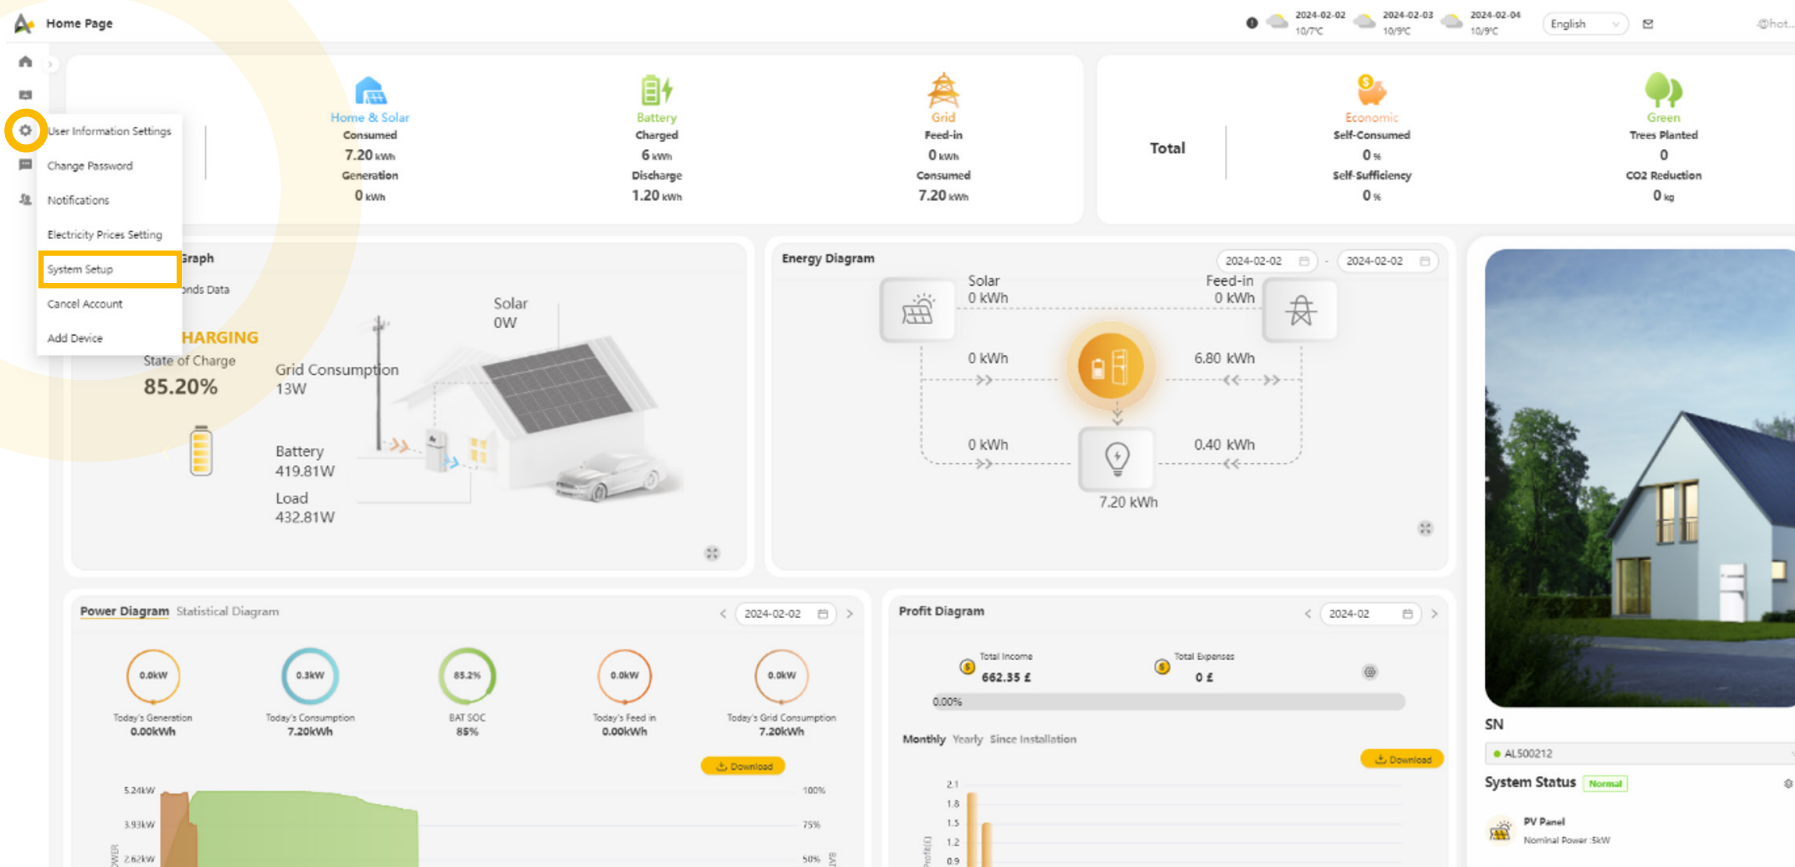 Home Page
2024-02-02
10/7°C
2024-02-03
10/9°C
2024-02-04
10/9°C
English
@hot...
User Information Settings
Change Password
Notifications
Electricity Prices Setting
System Setup
Cancel Account
Add Device
Home & Solar
Consumed
7.20 kWh
Generation
0 kWh
Battery
Charged
6 kWh
Discharge
1.20 kWh
Grid
Feed-in
0 kWh
Consumed
7.20 kWh
Total
Economic
Self-Consumed
0 %
Self-Sufficiency
0 %
Green
Trees Planted
0
CO2 Reduction
0 kg
Graph
onds Data
HARGING
State of Charge
85.20%
Solar
0W
Grid Consumption
13W
Battery
419.81W
Load
432.81W
Energy Diagram
2024-02-02 - 2024-02-02
Solar
0 kWh
Feed-in
0 kWh
0 kWh
6.80 kWh
0 kWh
0.40 kWh
7.20 kWh
Power Diagram Statistical Diagram
2024-02-02
0.0kW
Today's Generation
0.00kWh
0.3kW
Today's Consumption
7.20kWh
85.2%
BAT SOC
85%
0.0kW
Today's Feed in
0.00kWh
0.0kW
Today's Grid Consumption
7.20kWh
Download
5.24kW
3.93kW
2.62kW
100%
75%
50%
Profit Diagram
2024-02
Total Income
662.35 £
Total Expenses
0 £
0.00%
Monthly Yearly Since Installation
Download
2.1
1.8
1.5
1.2
0.9
Profit[£]
SN
AL500212
System Status Normal
PV Panel
Nominal Power :5kW